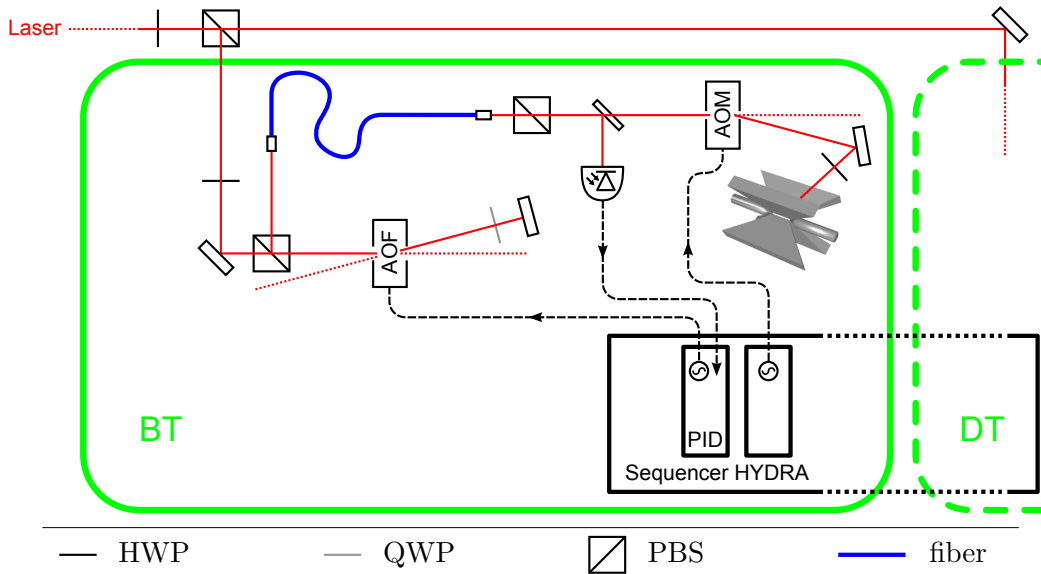 Laser
AOM
AOF
BT
DT
PID
Sequencer HYDRA
HWP QWP PBS fiber